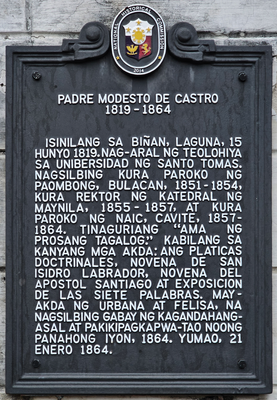 NATIONAL HISTORICAL COMMISSION
2014
PADRE MODESTO DE CASTRO
1819-1864
ISINILANG SA BIÑAN, LAGUNA, 15
HUNYO 1819. NAG-ARAL NG TEOLOHIYA
SA UNIBERSIDAD NG SANTO TOMAS.
NAGSILBING KURA PAROKO NG
PAOMBONG, BULACAN, 1851-1854,
KURA REKTOR NG KATEDRAL NG
MAYNILA, 1855-1857, AT KURA
PAROKO NG NAIC, CAVITE, 1857-
1864. TINAGURIANG "AMA NG
PROSANG TAGALOG." KABILANG SA
KANYANG MGA AKDA: ANG PLATICAS
DOCTRINALES, NOVENA DE SAN
ISIDRO LABRADOR, NOVENA DEL
APOSTOL SANTIAGO AT EXPOSICION
DE LAS SIETE PALABRAS. MAY-
AKDA NG URBANA AT FELISA, NA
NAGSILBING GABAY NG KAGANDAHANG-
ASAL AT PAKIKIPAGKAPWA-TAO NOONG
PANAHONG IYON, 1864. YUMAO, 21
ENERO 1864.